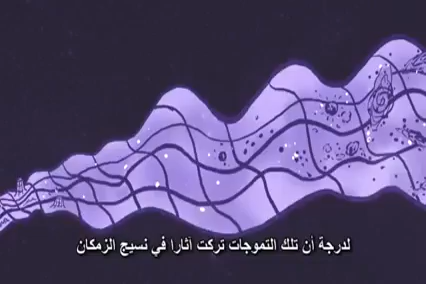 لدرجة أن تلك التموجات تركت آثارا في نسيج الزمكان